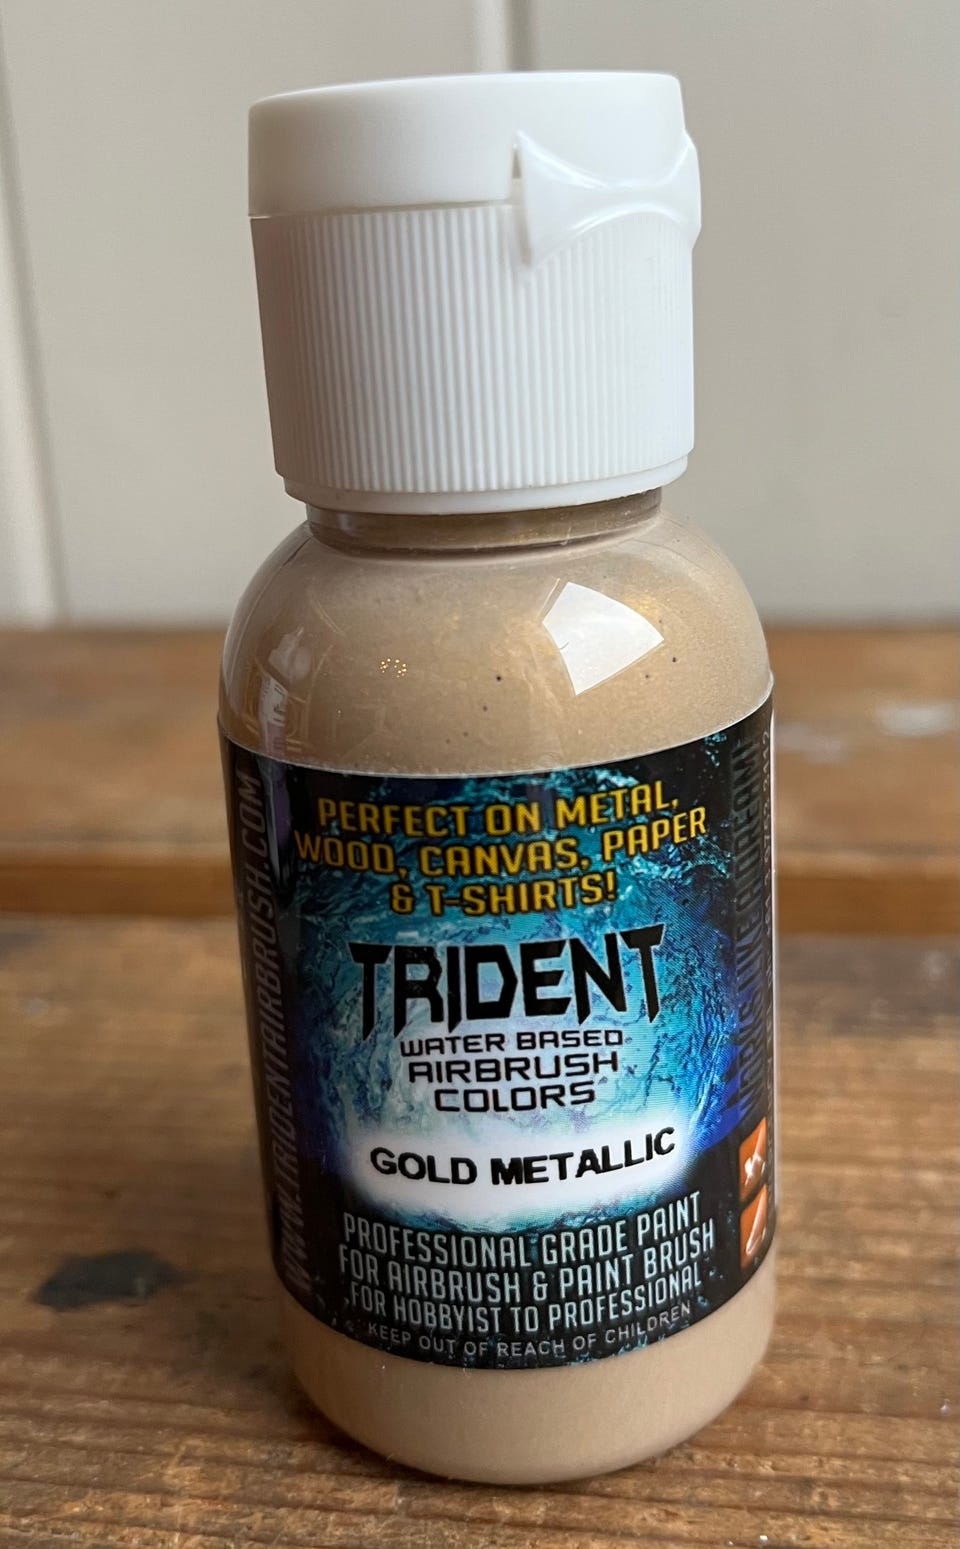 PERFECT ON METAL,
WOOD, CANVAS, PAPER
& T-SHIRTS!
TRIDENT
WATER BASED
AIRBRUSH
COLORS
GOLD METALLIC
PROFESSIONAL GRADE PAINT
FOR AIRBRUSH & PAINT BRUSH
FOR HOBBYIST TO PROFESSIONAL
KEEP OUT OF REACH OF CHILDREN
WWW.TRIDENTAIRBRUSH.COM